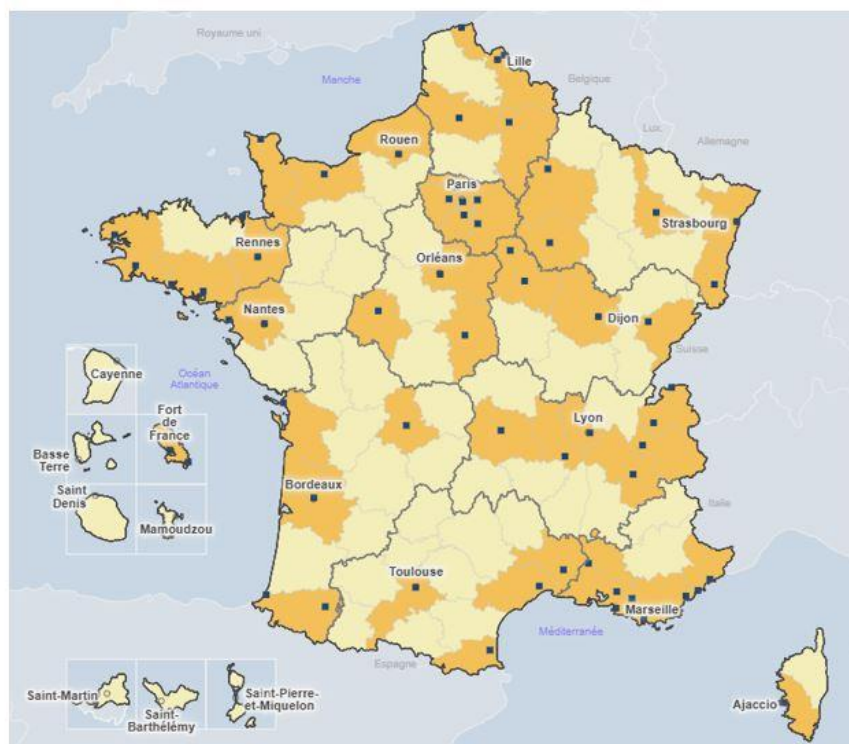 Royaume uni
Lille
Manche
Belgique
Rouen
Lux.
Allemagne
Paris
Strasbourg
Rennes
Orléans
Nantes
Dijon
Suisse
Océan
Atlantique
Cayenne
Fort
de
France
Lyon
Basse
Terre
Saint
Denis
Bordeaux
Mamoudzou
Italie
Toulouse
Marseille
Méditerranée
Espagne
Saint-Martin
Saint-
Barthélémy
Saint-Pierre-
et-Miquelon
Ajaccio